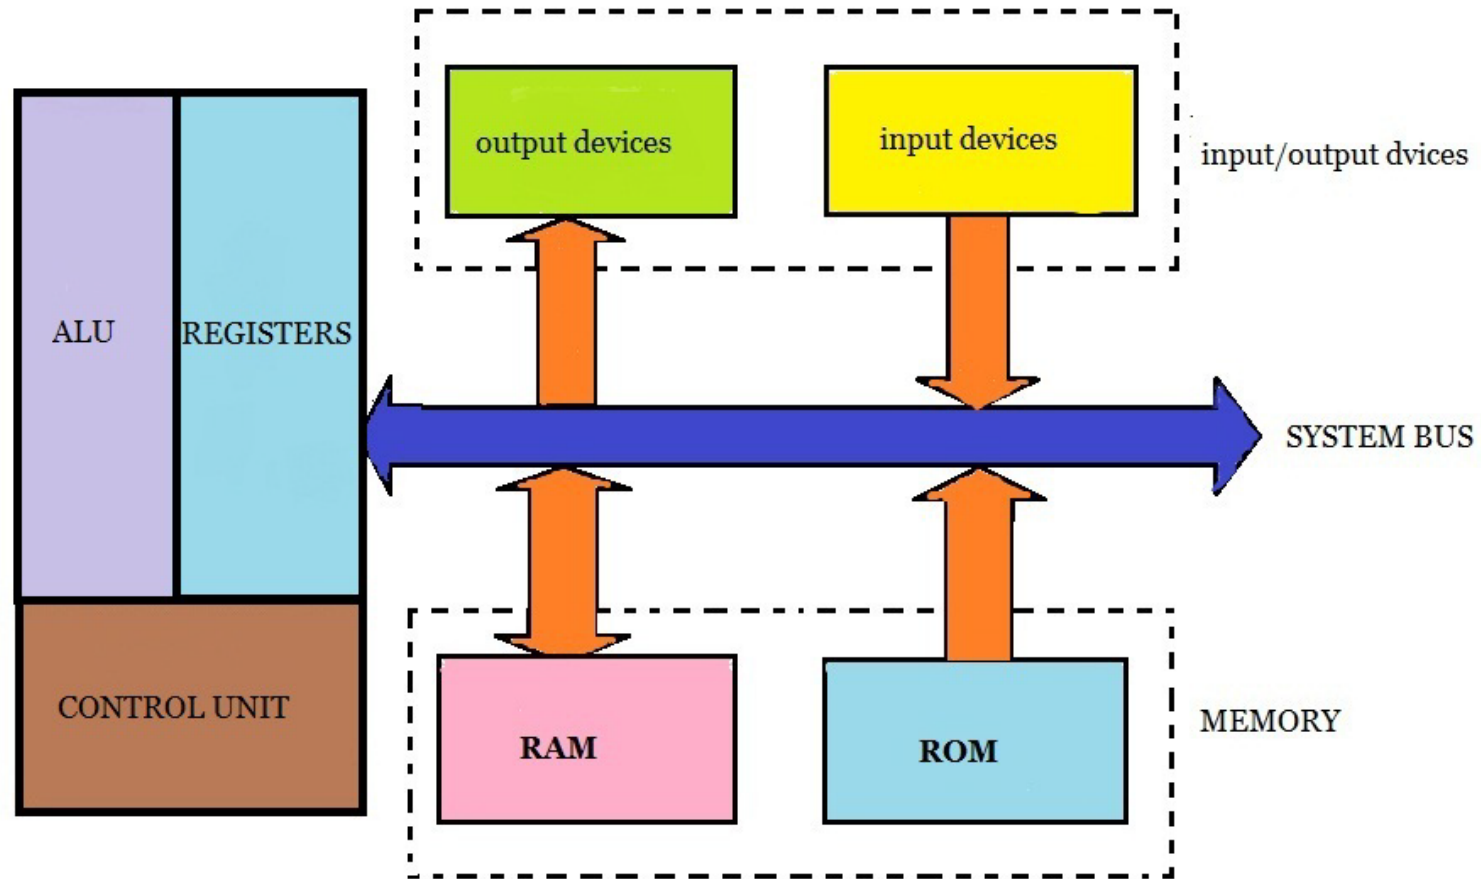 output devices
input devices
input/output dvices
ALU
REGISTERS
SYSTEM BUS
CONTROL UNIT
RAM
ROM
MEMORY